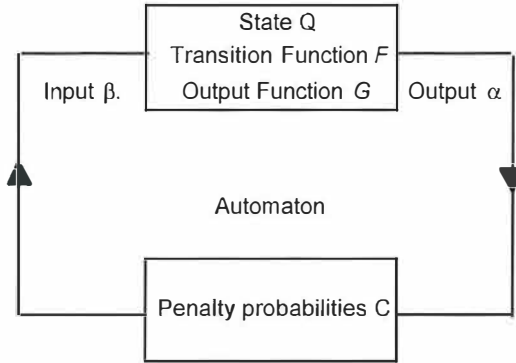 State Q
Transition Function F
Input β. Output Function G Output α
Automaton
Penalty probabilities C